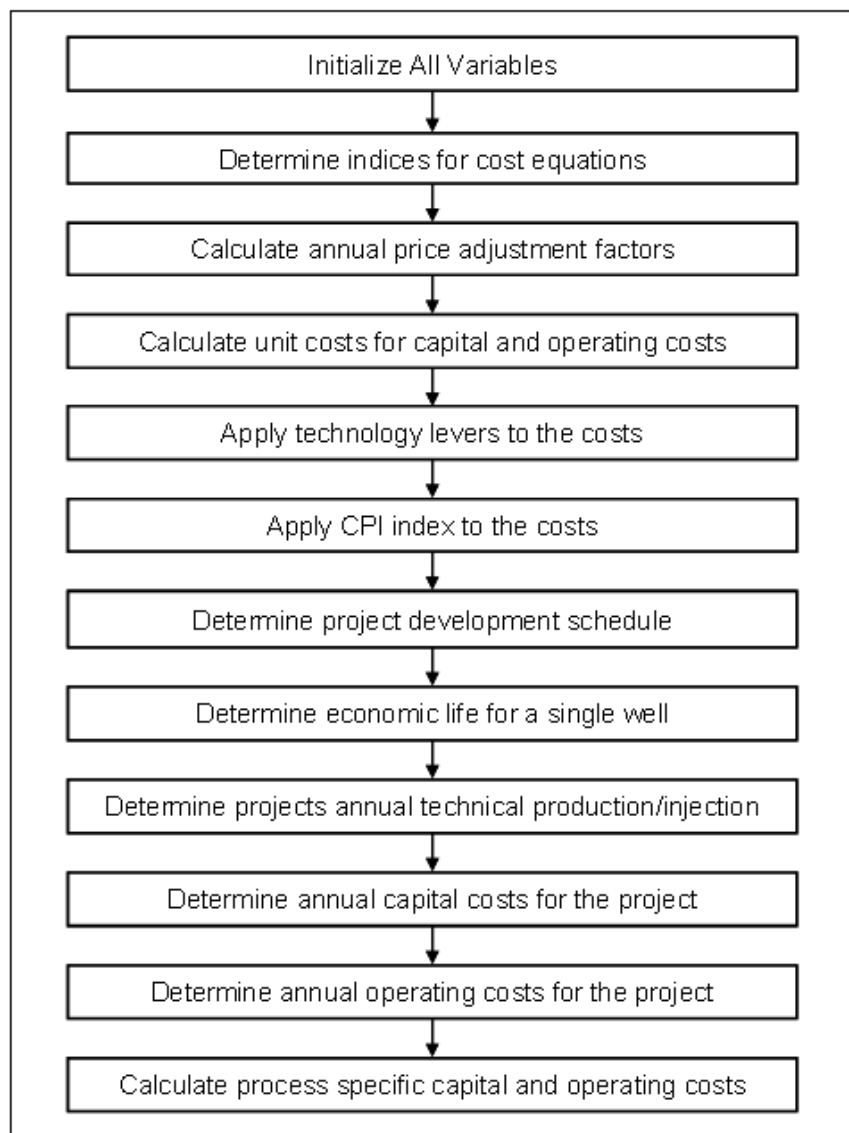 Initialize All Variables
Determine indices for cost equations
Calculate annual price adjustment factors
Calculate unit costs for capital and operating costs
Apply technology levers to the costs
Apply CPI index to the costs
Determine project development schedule
Determine economic life for a single well
Determine projects annual technical production/injection
Determine annual capital costs for the project
Determine annual operating costs for the project
Calculate process specific capital and operating costs